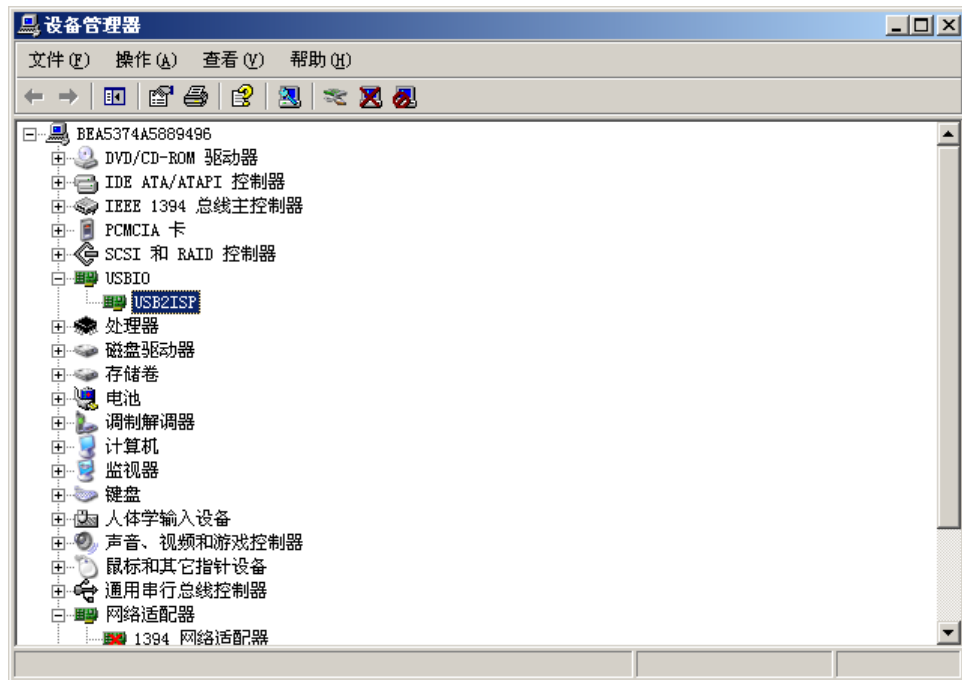 设备管理器
文件(F) 操作(A) 查看(V) 帮助(H)
BEA5374A5889496
DVD/CD-ROM 驱动器
IDE ATA/ATAPI 控制器
IEEE 1394 总线主控制器
PCMCIA 卡
SCSI 和 RAID 控制器
USBIO
USB2ISP
处理器
磁盘驱动器
存储卷
电池
调制解调器
计算机
监视器
键盘
人体学输入设备
声音、视频和游戏控制器
鼠标和其它指针设备
通用串行总线控制器
网络适配器
1394 网络适配器